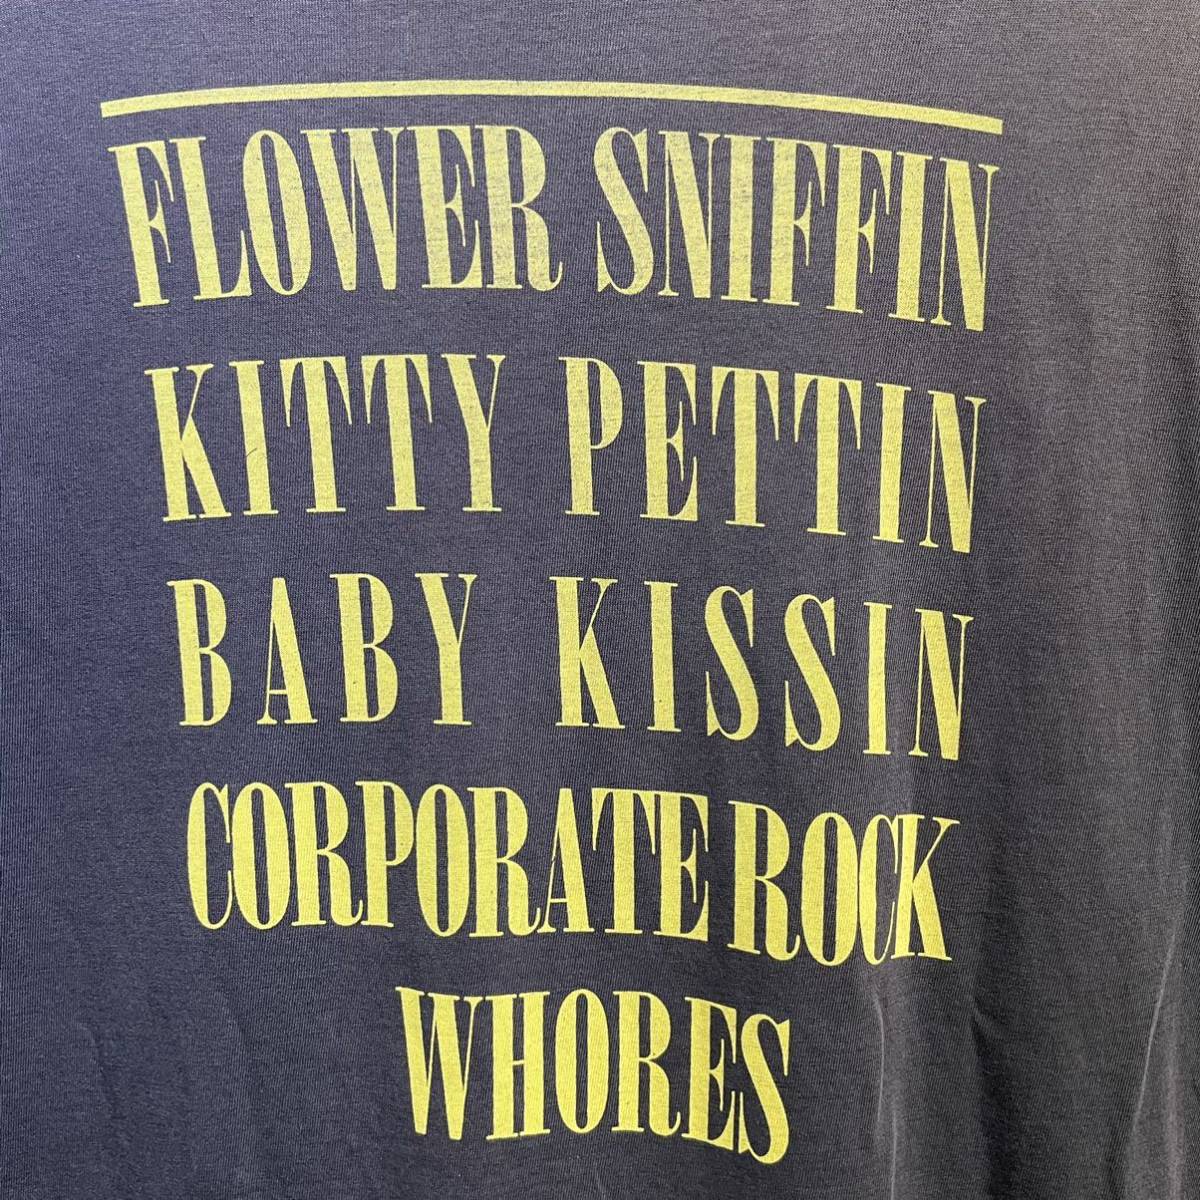 FLOWER SNIFFIN
KITTY PETTIN
BABY KISSIN
CORPORATE ROCK
WHORES